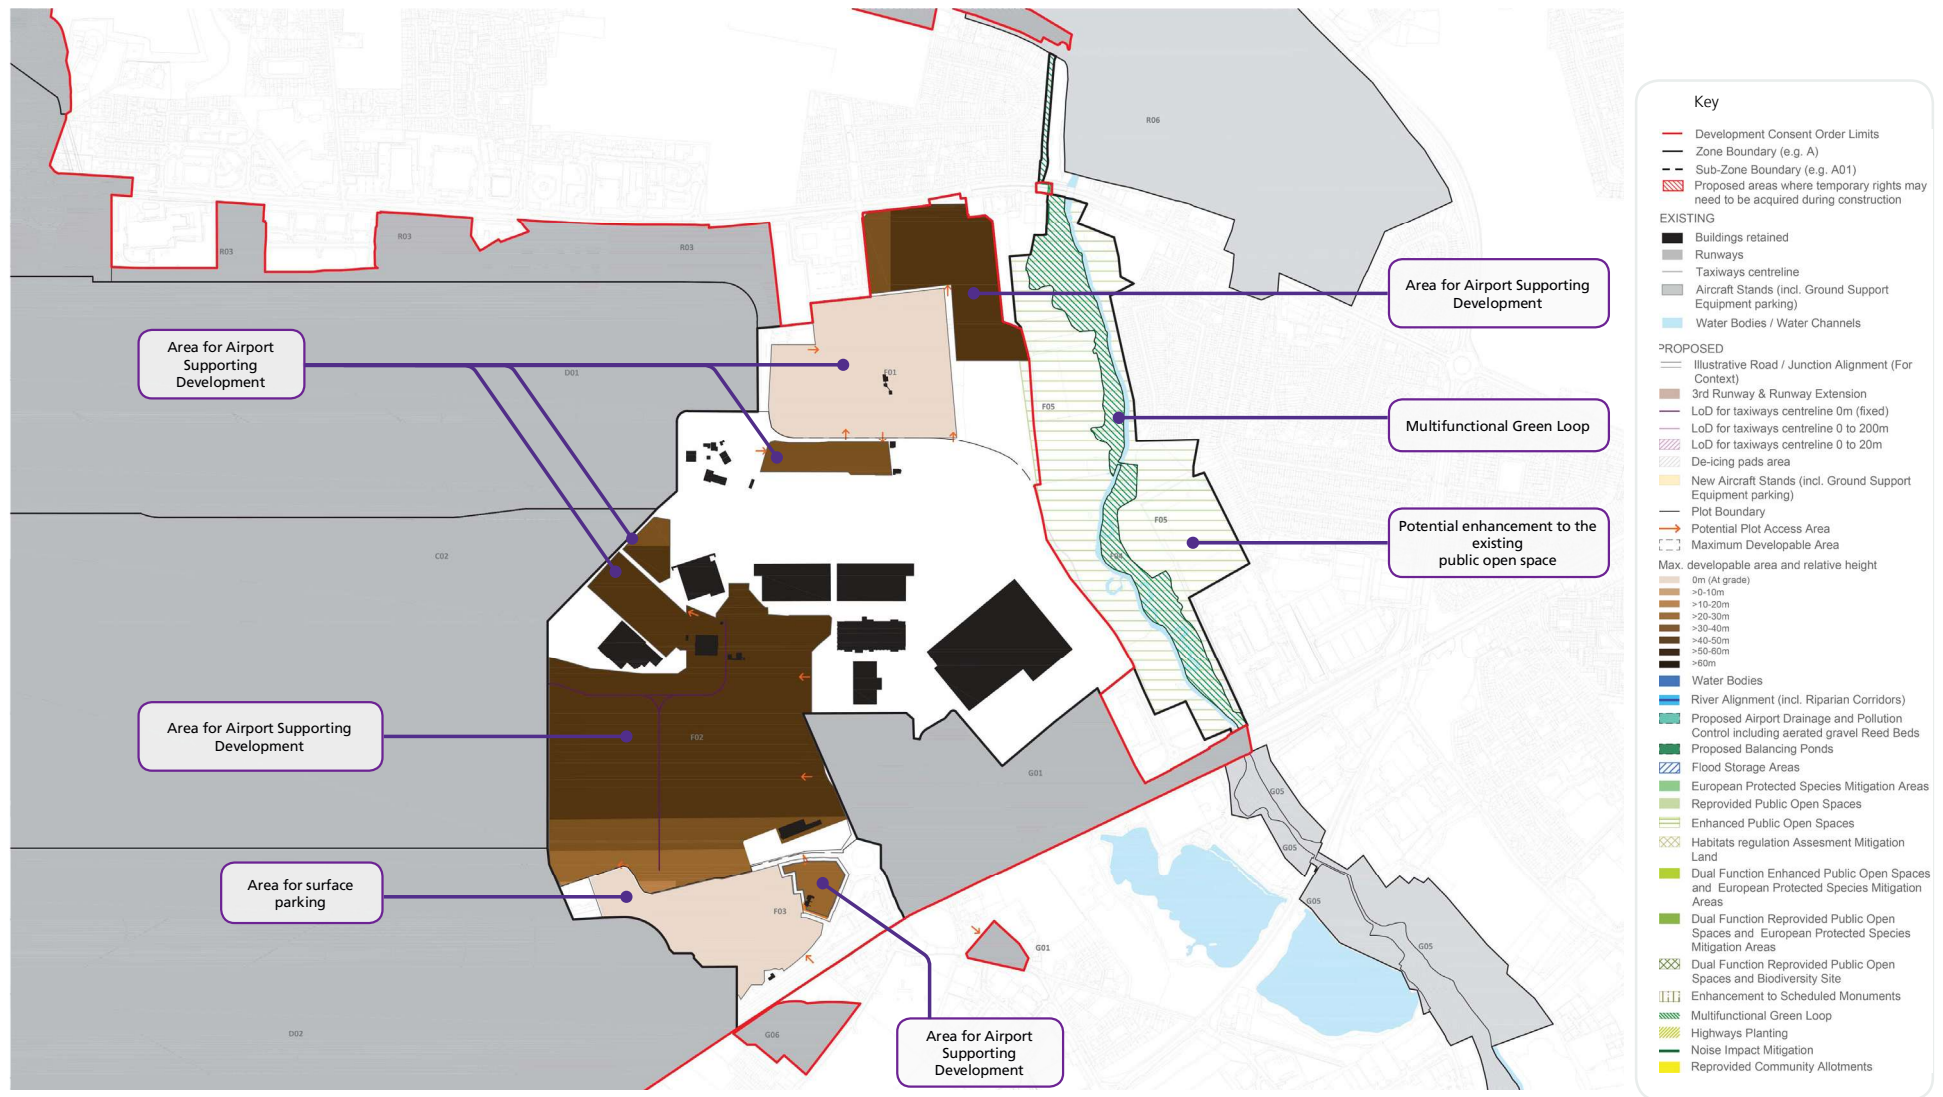 R06
R03
R03
R03
Area for Airport Supporting
Development
Area for Airport
Supporting
Development
D01
F01
F05
Multifunctional Green Loop
F05
Potential enhancement to the
existing
public open space
C02
Area for Airport Supporting
Development
F02
G01
G05
G05
Area for surface
parking
F03
G05
G01
G05
D02
G06
Area for Airport
Supporting
Development
Key
Development Consent Order Limits
Zone Boundary (e.g. A)
Sub-Zone Boundary (e.g. A01)
Proposed areas where temporary rights may
need to be acquired during construction
EXISTING
Buildings retained
Runways
Taxiways centreline
Aircraft Stands (incl. Ground Support
Equipment parking)
Water Bodies / Water Channels
PROPOSED
Illustrative Road / Junction Alignment (For
Context)
3rd Runway & Runway Extension
LoD for taxiways centreline 0m (fixed)
LoD for taxiways centreline 0 to 200m
LoD for taxiways centreline 0 to 20m
De-icing pads area
New Aircraft Stands (incl. Ground Support
Equipment parking)
Plot Boundary
Potential Plot Access Area
Maximum Developable Area
Max. developable area and relative height
0m (At grade)
>0-10m
>10-20m
>20-30m
>30-40m
>40-50m
>50-60m
>60m
Water Bodies
River Alignment (incl. Riparian Corridors)
Proposed Airport Drainage and Pollution
Control including aerated gravel Reed Beds
Proposed Balancing Ponds
Flood Storage Areas
European Protected Species Mitigation Areas
Reprovided Public Open Spaces
Enhanced Public Open Spaces
Habitats regulation Assesment Mitigation
Land
Dual Function Enhanced Public Open Spaces
and European Protected Species Mitigation
Areas
Dual Function Reprovided Public Open
Spaces and European Protected Species
Mitigation Areas
Dual Function Reprovided Public Open
Spaces and Biodiversity Site
Enhancement to Scheduled Monuments
Multifunctional Green Loop
Highways Planting
Noise Impact Mitigation
Reprovided Community Allotments